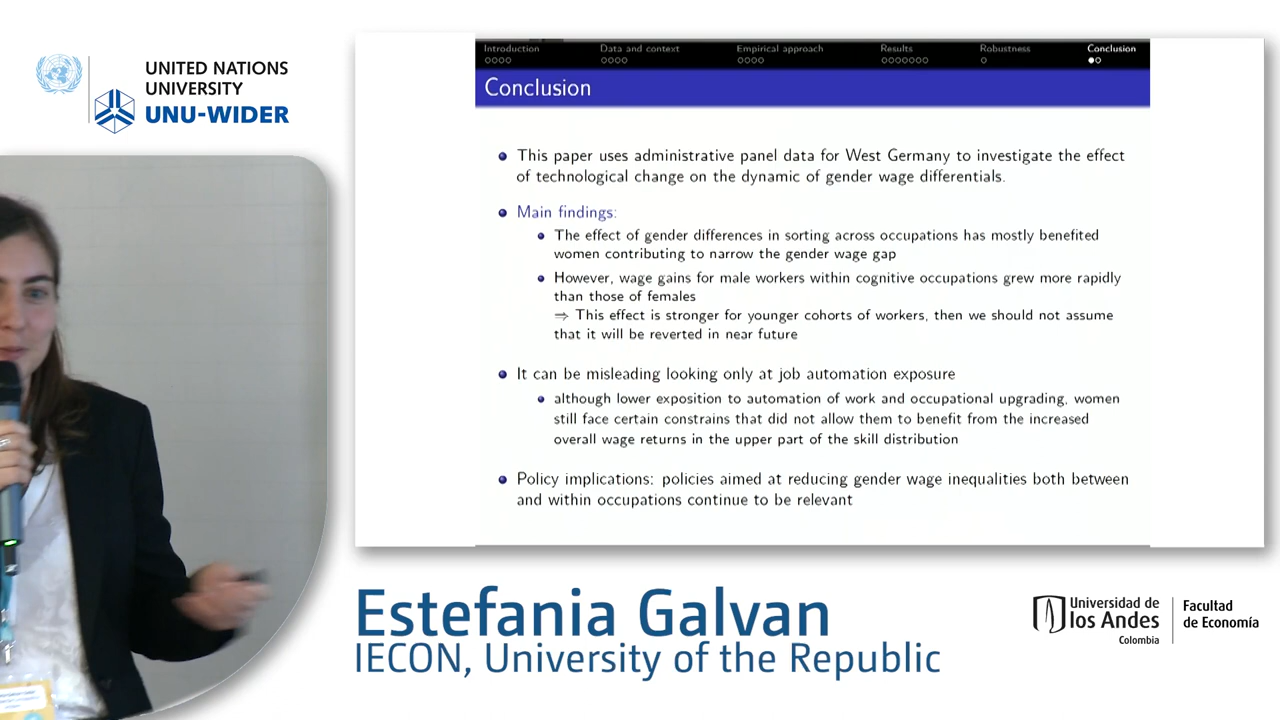 UNITED NATIONS
UNIVERSITY
UNU-WIDER
Introduction
Data and context
Empirical approach
Results
Robustness
Conclusion
Conclusion
This paper uses administrative panel data for West Germany to investigate the effect
of technological change on the dynamic of gender wage differentials.
Main findings:
The effect of gender differences in sorting across occupations has mostly benefited
women contributing to narrow the gender wage gap
However, wage gains for male workers within cognitive occupations grew more rapidly
than those of females
⇒ This effect is stronger for younger cohorts of workers, then we should not assume
that it will be reverted in near future
It can be misleading looking only at job automation exposure
although lower exposition to automation of work and occupational upgrading, women
still face certain constrains that did not allow them to benefit from the increased
overall wage returns in the upper part of the skill distribution
Policy implications: policies aimed at reducing gender wage inequalities both between
and within occupations continue to be relevant
Estefania Galvan
IECON, University of the Republic
Universidad de
los Andes
Colombia
Facultad
de Economía